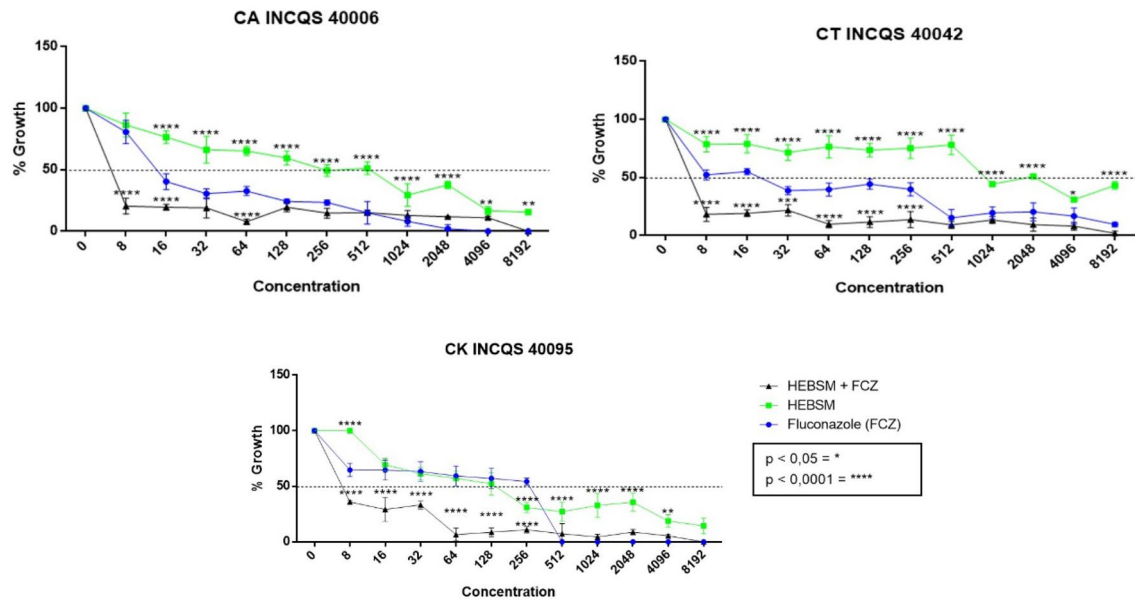 CA INCQS 40006
150
100
50
0
% Growth
**** **** **** **** **** **** **** **** **** ** **
**** **** ****
0 8 16 32 64 128 256 512 1024 2048 4096 8192
Concentration
CT INCQS 40042
150
100
50
0
% Growth
**** **** **** **** **** **** **** **** **** * ****
**** **** *** **** **** ****
0 8 16 32 64 128 256 512 1024 2048 4096 8192
Concentration
CK INCQS 40095
150
100
50
0
% Growth
**** **** **** **** **** **
**** **** **** **** **** ****
0 8 16 32 64 128 256 512 1024 2048 4096 8192
Concentration
HEBSM + FCZ
HEBSM
Fluconazole (FCZ)
p < 0,05 = *
p < 0,0001 = ****